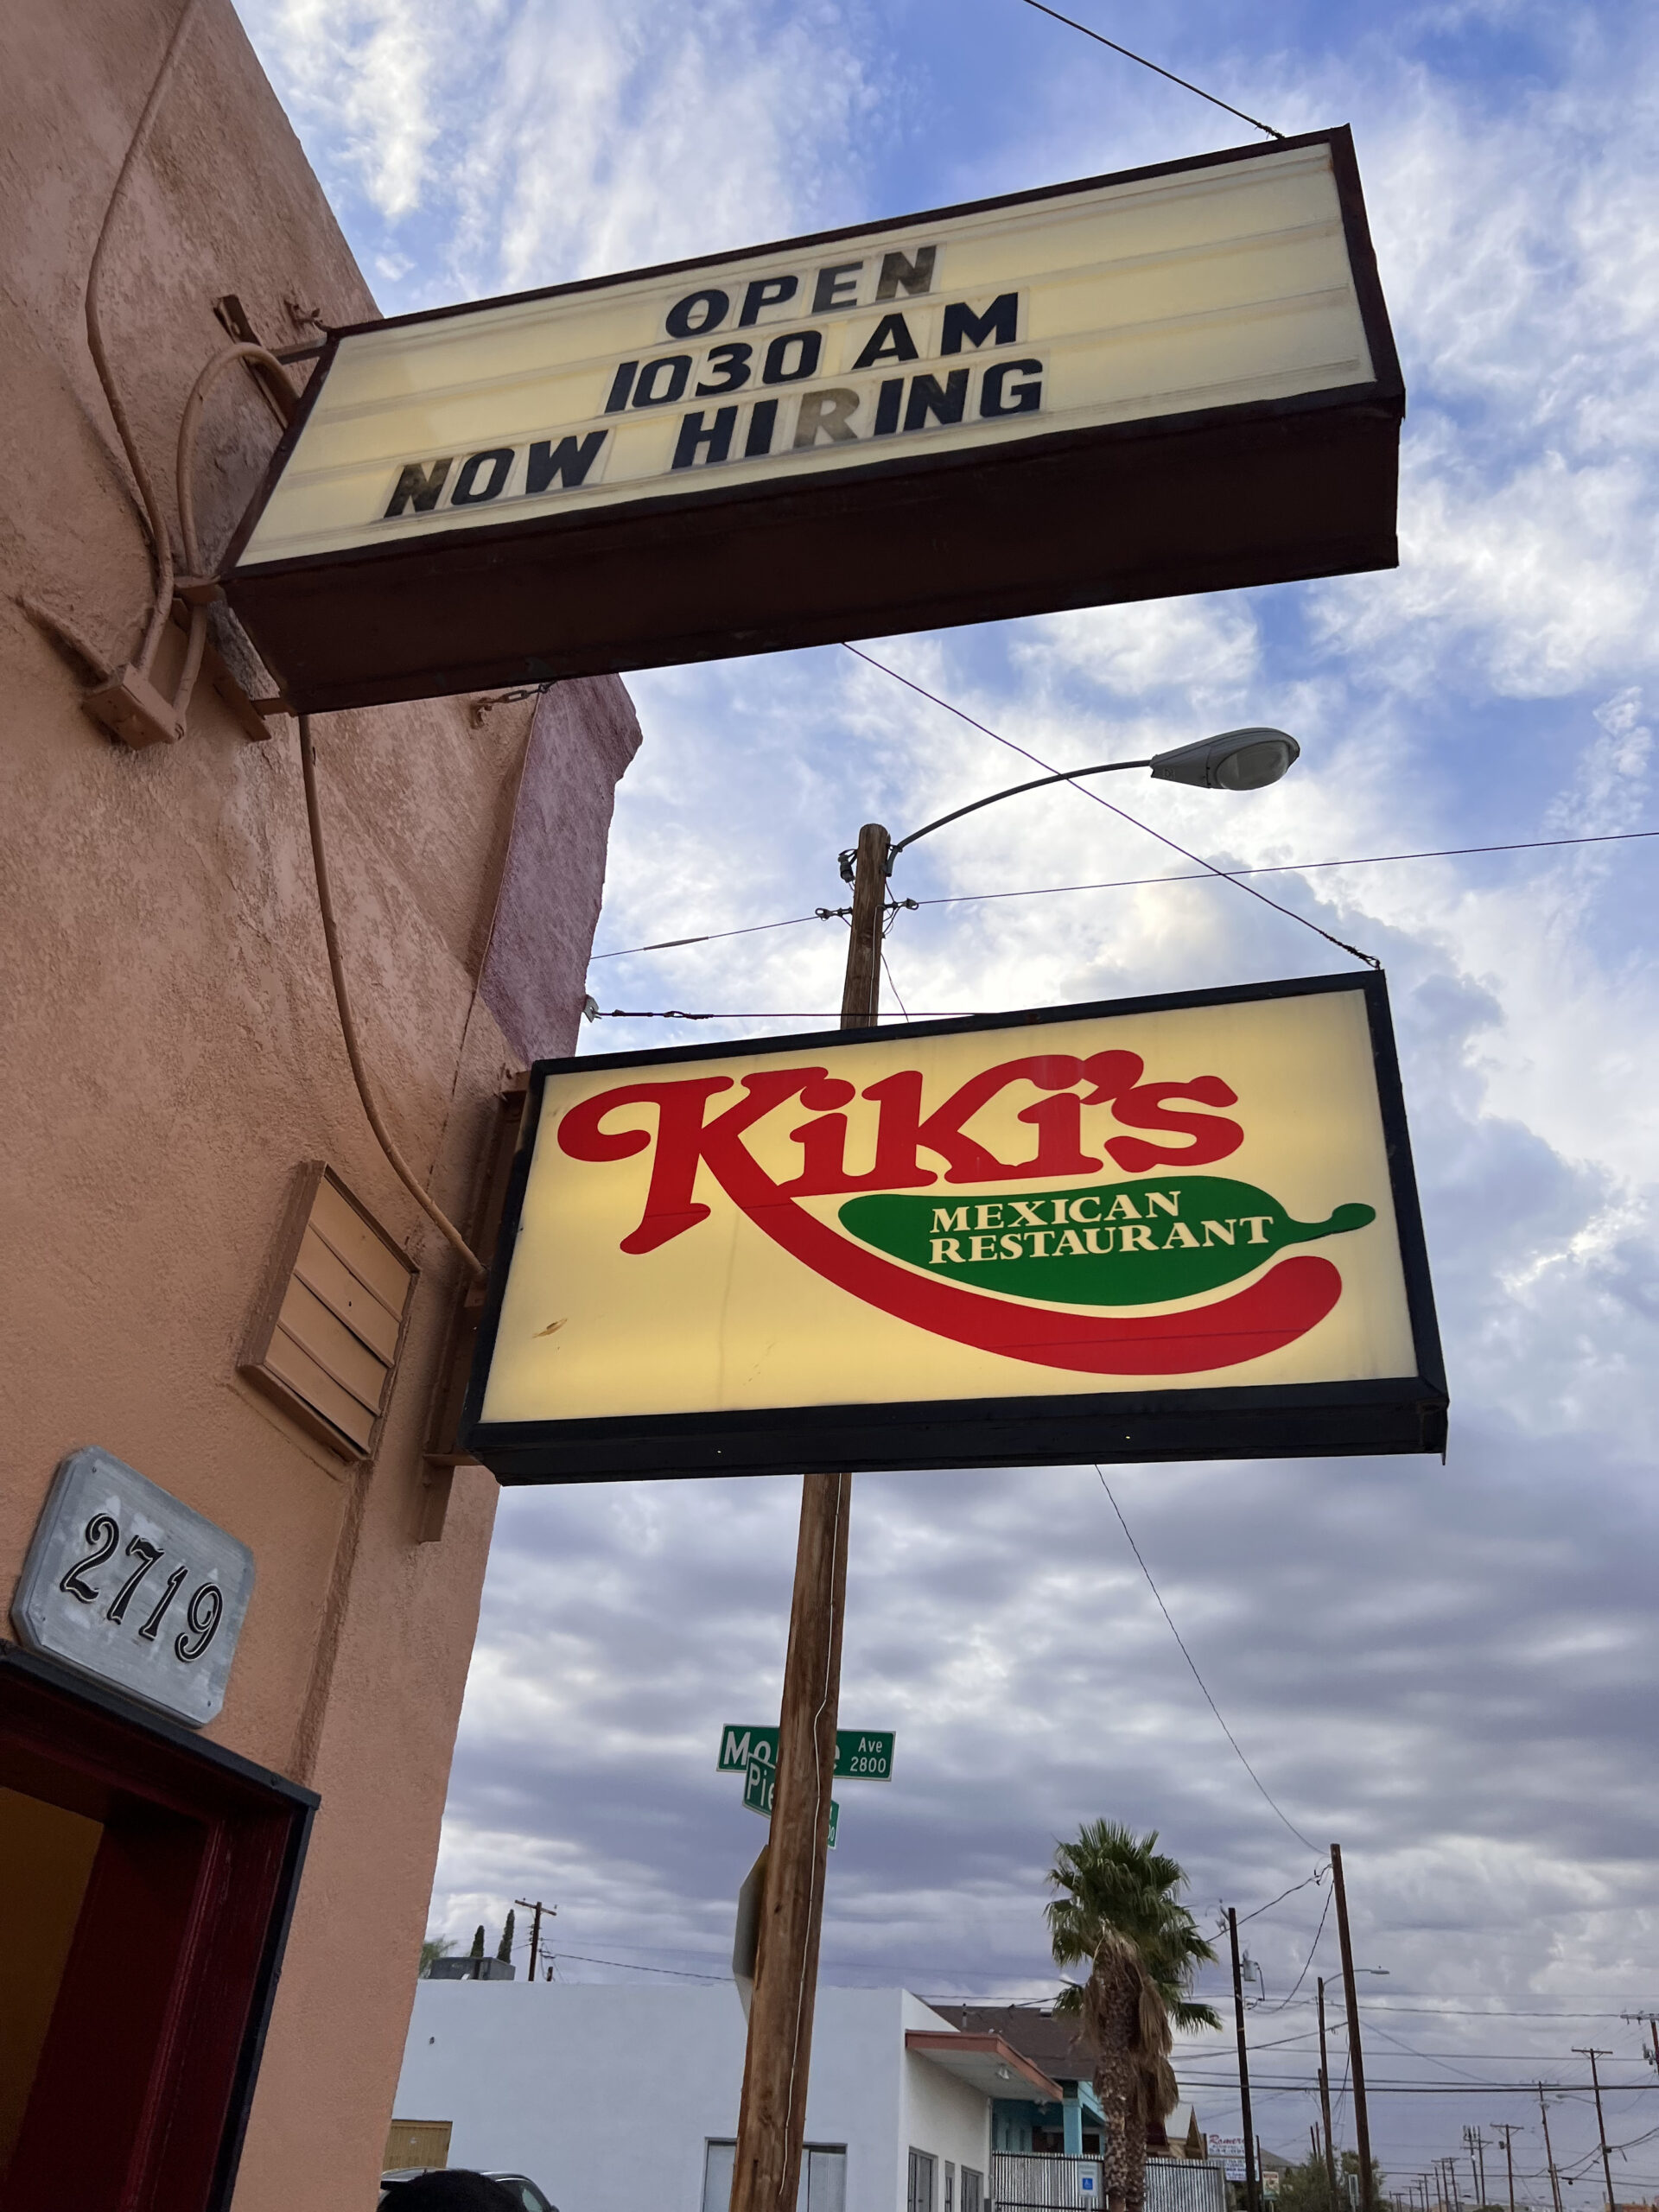 OPEN
1030 AM
NOW HIRING
KiKi's
MEXICAN
RESTAURANT
2719
Ave
2800